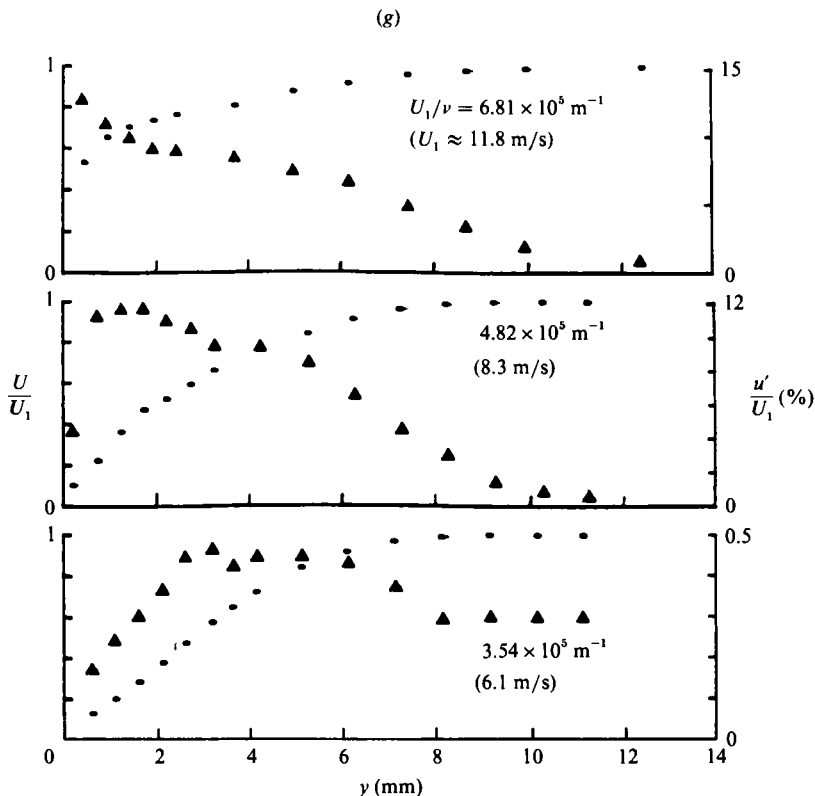 (g)
1
15
U₁/ν = 6.81 × 10⁵ m⁻¹
(U₁ ≈ 11.8 m/s)
0
0
1
12
4.82 × 10⁵ m⁻¹
(8.3 m/s)
U/U₁
u′/U₁ (%)
0
0
1
0.5
3.54 × 10⁵ m⁻¹
(6.1 m/s)
0 2 4 6 8 10 12 14 0
y (mm)